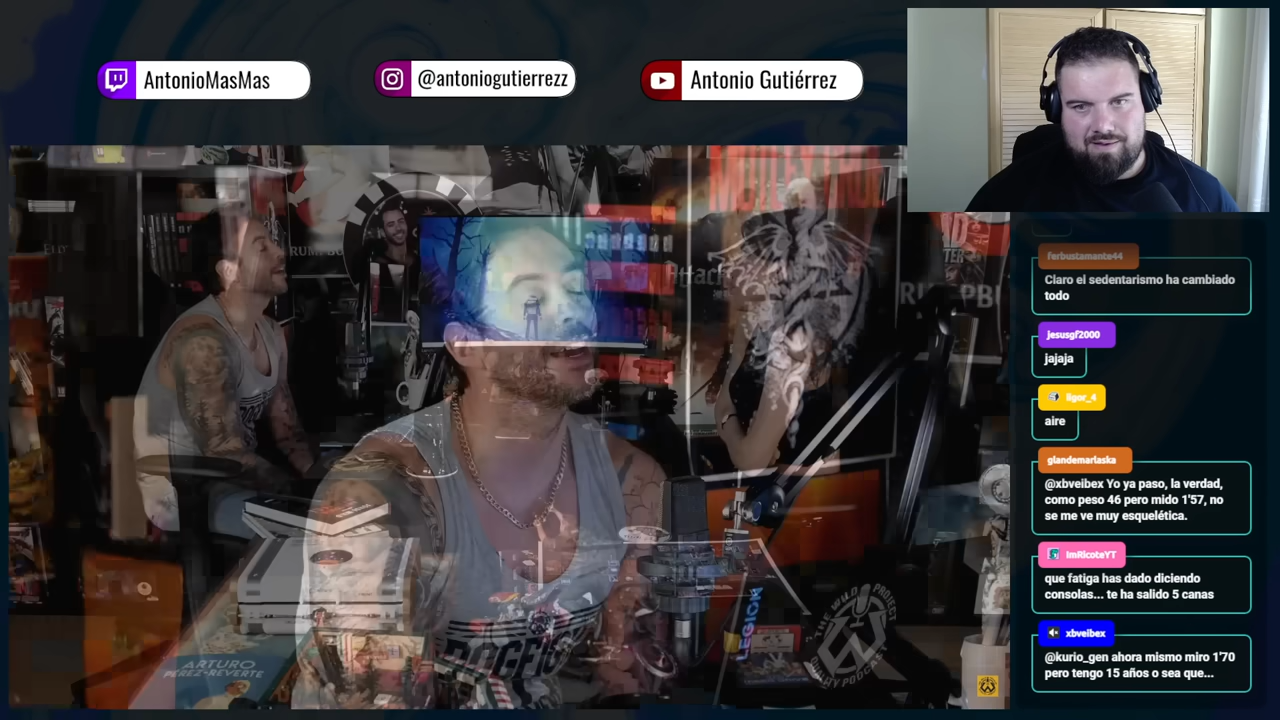 AntonioMasMas
@antoniogutierrezz
Antonio Gutiérrez
ferbustamante44
Claro el sedentarismo ha cambiado
todo
jesusgf2000
jajaja
ligor_4
aire
glandemarlaska
@xbveibex Yo ya paso, la verdad,
como peso 46 pero mido 1'57, no
se me ve muy esquelética.
ImRicoteYT
que fatiga has dado diciendo
consolas... te ha salido 5 canas
xbveibex
@kurio_gen ahora mismo miro 1'70
pero tengo 15 años o sea que...
ARTURO
PÉREZ-REVERTE
LEGION
THE WILD PROJECT